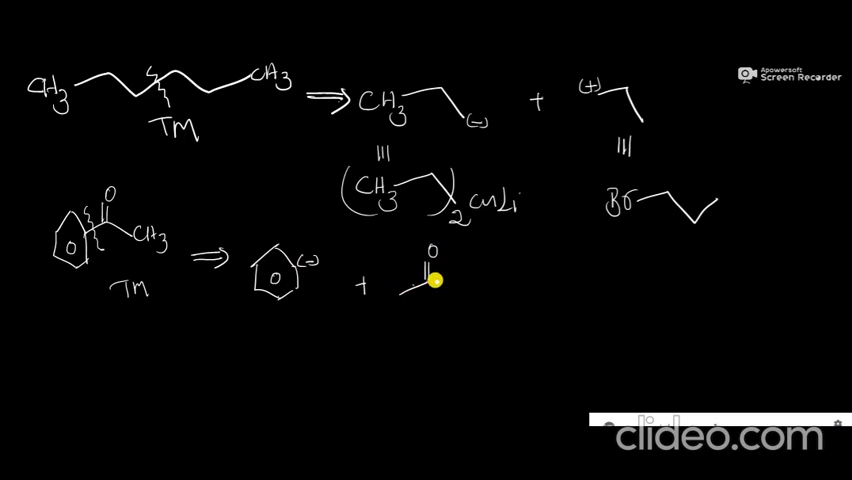 CH3 CH3 ⇒ CH3 (-) + (+)
TM
||| |||
(CH3)2 CuLi Br
O
CH3 ⇒ (-) + O
TM
Apowersoft
Screen Recorder
clideo.com